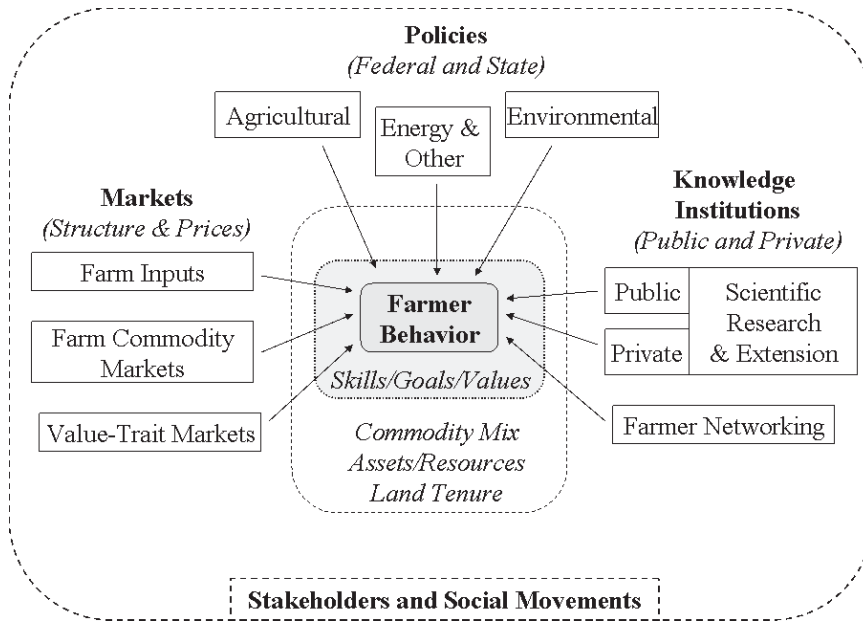 Policies
(Federal and State)
Agricultural
Energy &
Other
Environmental
Markets
(Structure & Prices)
Farm Inputs
Farm Commodity
Markets
Value-Trait Markets
Knowledge
Institutions
(Public and Private)
Public
Private
Scientific
Research
& Extension
Farmer Networking
Farmer
Behavior
Skills/Goals/Values
Commodity Mix
Assets/Resources
Land Tenure
Stakeholders and Social Movements